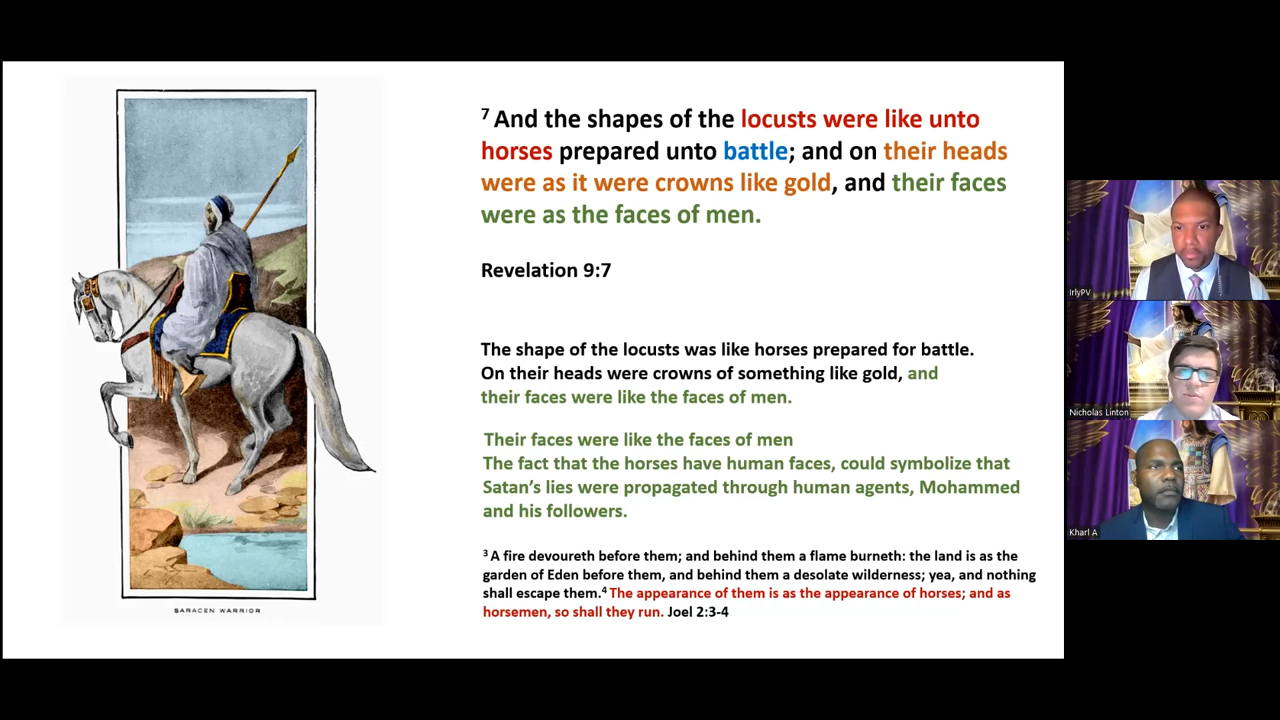 7 And the shapes of the locusts were like unto
horses prepared unto battle; and on their heads
were as it were crowns like gold, and their faces
were as the faces of men.
Revelation 9:7
The shape of the locusts was like horses prepared for battle.
On their heads were crowns of something like gold, and
their faces were like the faces of men.
Their faces were like the faces of men
The fact that the horses have human faces, could symbolize that
Satan's lies were propagated through human agents, Mohammed
and his followers.
3 A fire devoureth before them; and behind them a flame burneth: the land is as the
garden of Eden before them, and behind them a desolate wilderness; yea, and nothing
shall escape them.4 The appearance of them is as the appearance of horses; and as
horsemen, so shall they run. Joel 2:3-4
SARACEN WARRIOR
IrlyPV
Nicholas Linton
Kharl A